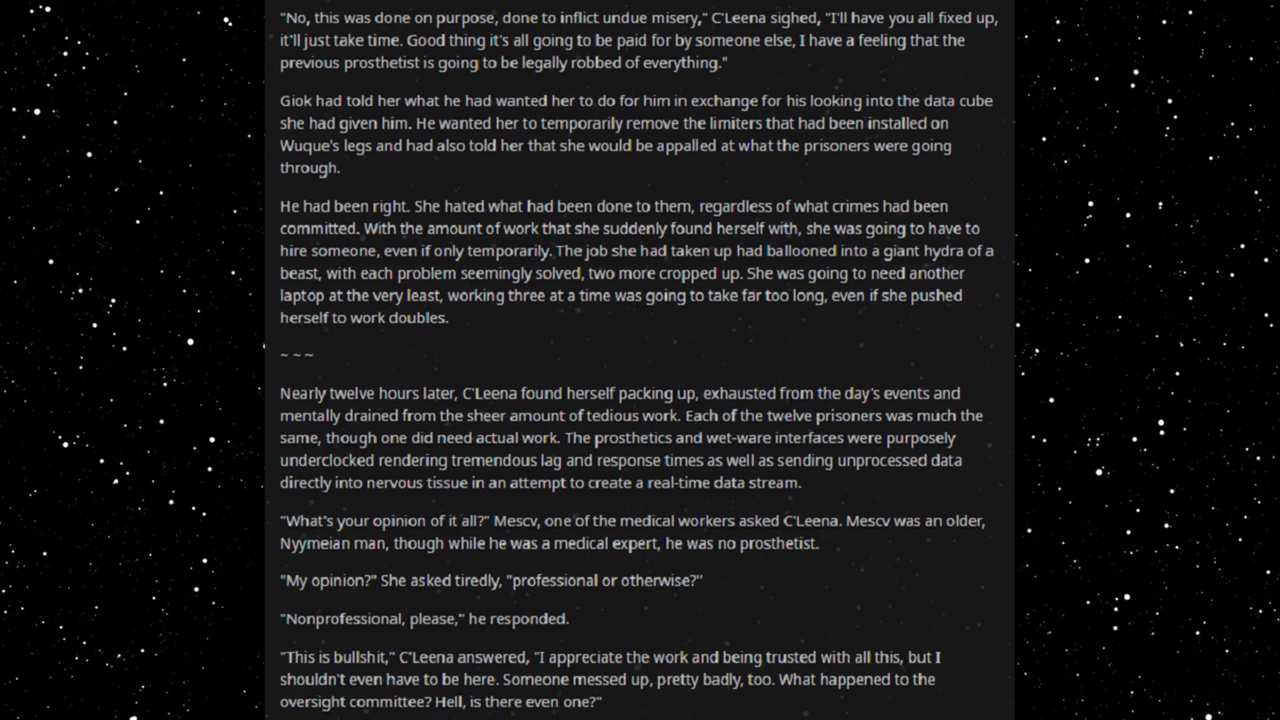 "No, this was done on purpose, done to inflict undue misery," C'Leena sighed, "I'll have you all fixed up,
it'll just take time. Good thing it's all going to be paid for by someone else, I have a feeling that the
previous prosthetist is going to be legally robbed of everything."
Giok had told her what he had wanted her to do for him in exchange for his looking into the data cube
she had given him. He wanted her to temporarily remove the limiters that had been installed on
Wuque's legs and had also told her that she would be appalled at what the prisoners were going
through.
He had been right. She hated what had been done to them, regardless of what crimes had been
committed. With the amount of work that she suddenly found herself with, she was going to have to
hire someone, even if only temporarily. The job she had taken up had ballooned into a giant hydra of a
beast, with each problem seemingly solved, two more cropped up. She was going to need another
laptop at the very least, working three at a time was going to take far too long, even if she pushed
herself to work doubles.
~ ~ ~
Nearly twelve hours later, C'Leena found herself packing up, exhausted from the day's events and
mentally drained from the sheer amount of tedious work. Each of the twelve prisoners was much the
same, though one did need actual work. The prosthetics and wet-ware interfaces were purposely
underclocked rendering tremendous lag and response times as well as sending unprocessed data
directly into nervous tissue in an attempt to create a real-time data stream.
"What's your opinion of it all?" Mescv, one of the medical workers asked C'Leena. Mescv was an older,
Nyymeian man, though while he was a medical expert, he was no prosthetist.
"My opinion?" She asked tiredly, "professional or otherwise?"
"Nonprofessional, please," he responded.
"This is bullshit," C'Leena answered, "I appreciate the work and being trusted with all this, but I
shouldn't even have to be here. Someone messed up, pretty badly, too. What happened to the
oversight committee? Hell, is there even one?"